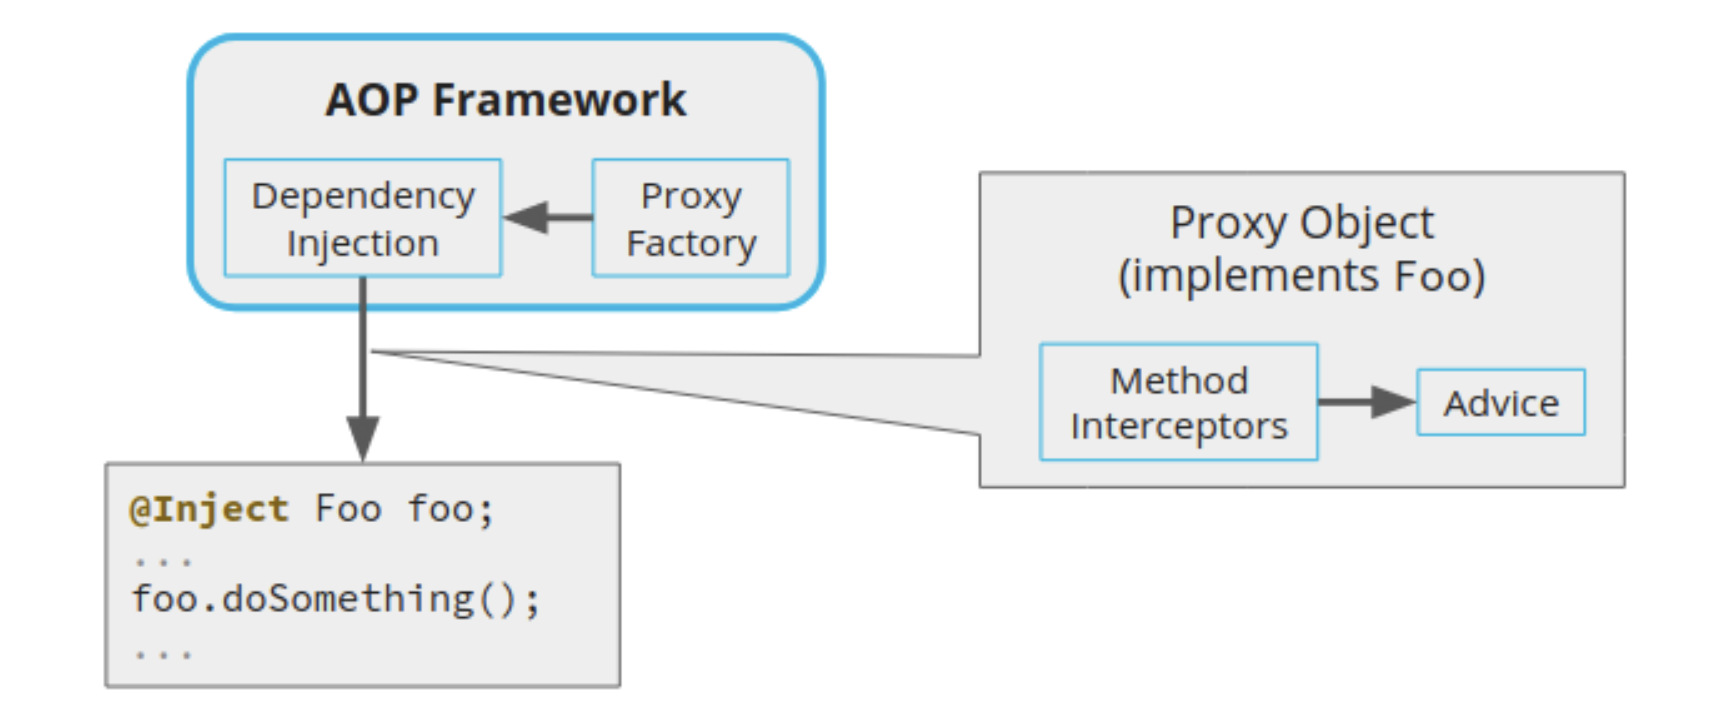 AOP Framework
Dependency
Injection
Proxy
Factory
Proxy Object
(implements Foo)
Method
Interceptors
Advice
@Inject Foo foo;
...
foo.doSomething();
...